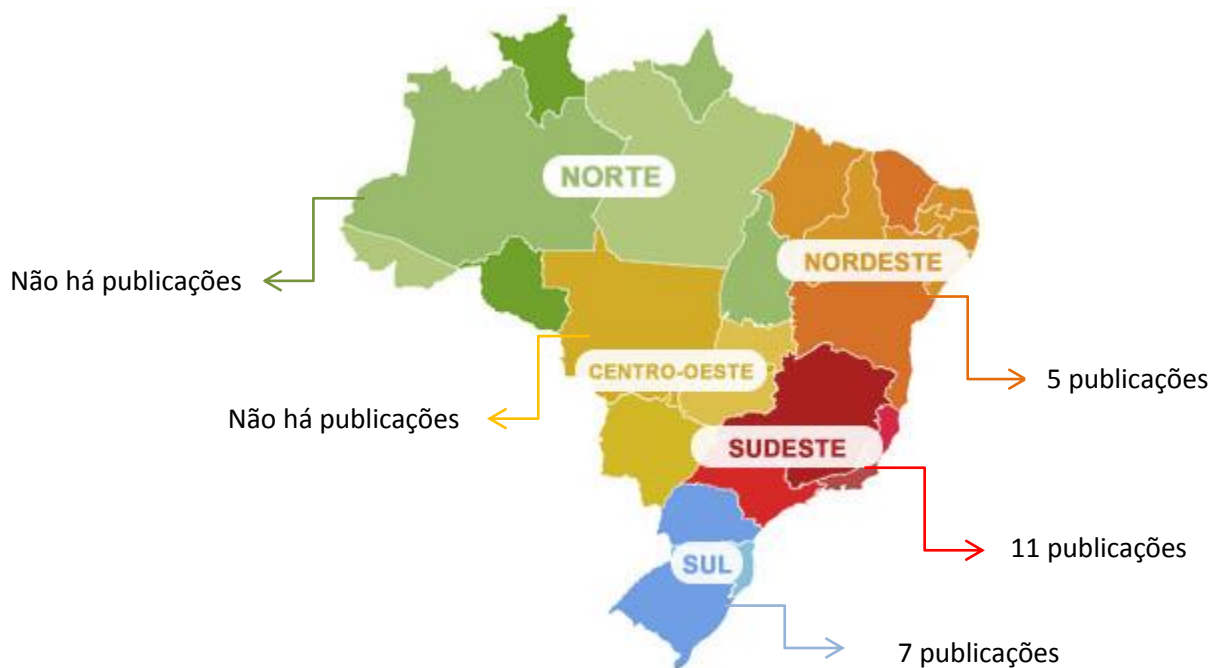 NORTE
NORDESTE
Não há publicações
CENTRO-OESTE
5 publicações
Não há publicações
SUDESTE
11 publicações
SUL
7 publicações